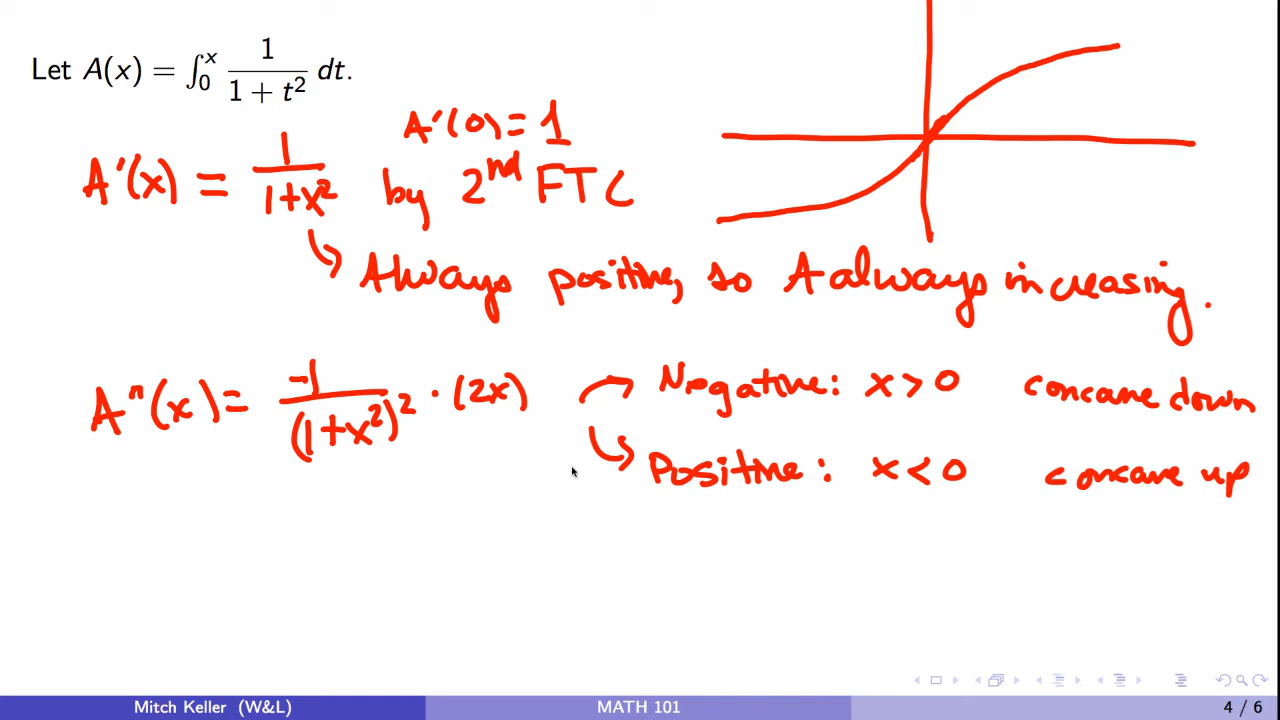 Let A(x) = ∫₀ˣ 1/(1 + t²) dt.
A'(0) = 1
A'(x) = 1/(1+x²) by 2nd FTC
Always positive, so A always increasing.
A"(x) = -1/(1+x²)² · (2x)
Negative: x > 0 concave down
Positive: x < 0 concave up
Mitch Keller (W&L) MATH 101 4 / 6